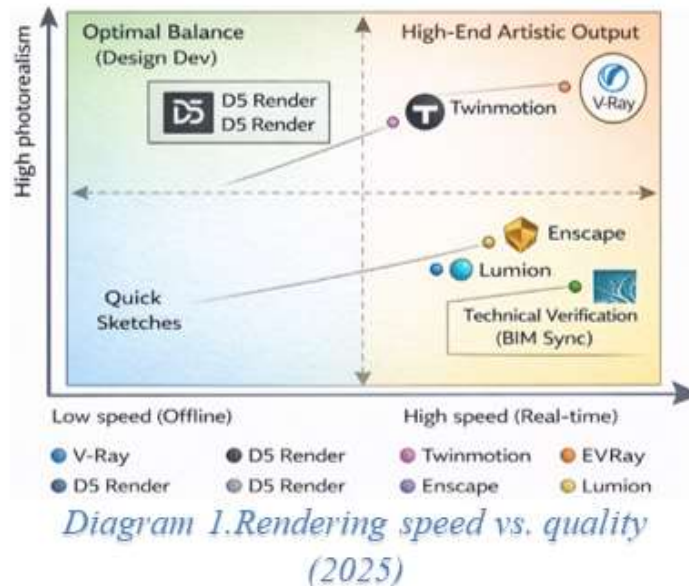 Optimal Balance
(Design Dev)
High-End Artistic Output
D5 D5 Render
D5 Render
T Twinmotion
V-Ray
High photorealism
Enscape
Lumion
Quick
Sketches
Technical Verification
(BIM Sync)
Low speed (Offline)
High speed (Real-time)
V-Ray
D5 Render
Twinmotion
EVRay
D5 Render
D5 Render
Enscape
Lumion
Diagram 1.Rendering speed vs. quality
(2025)